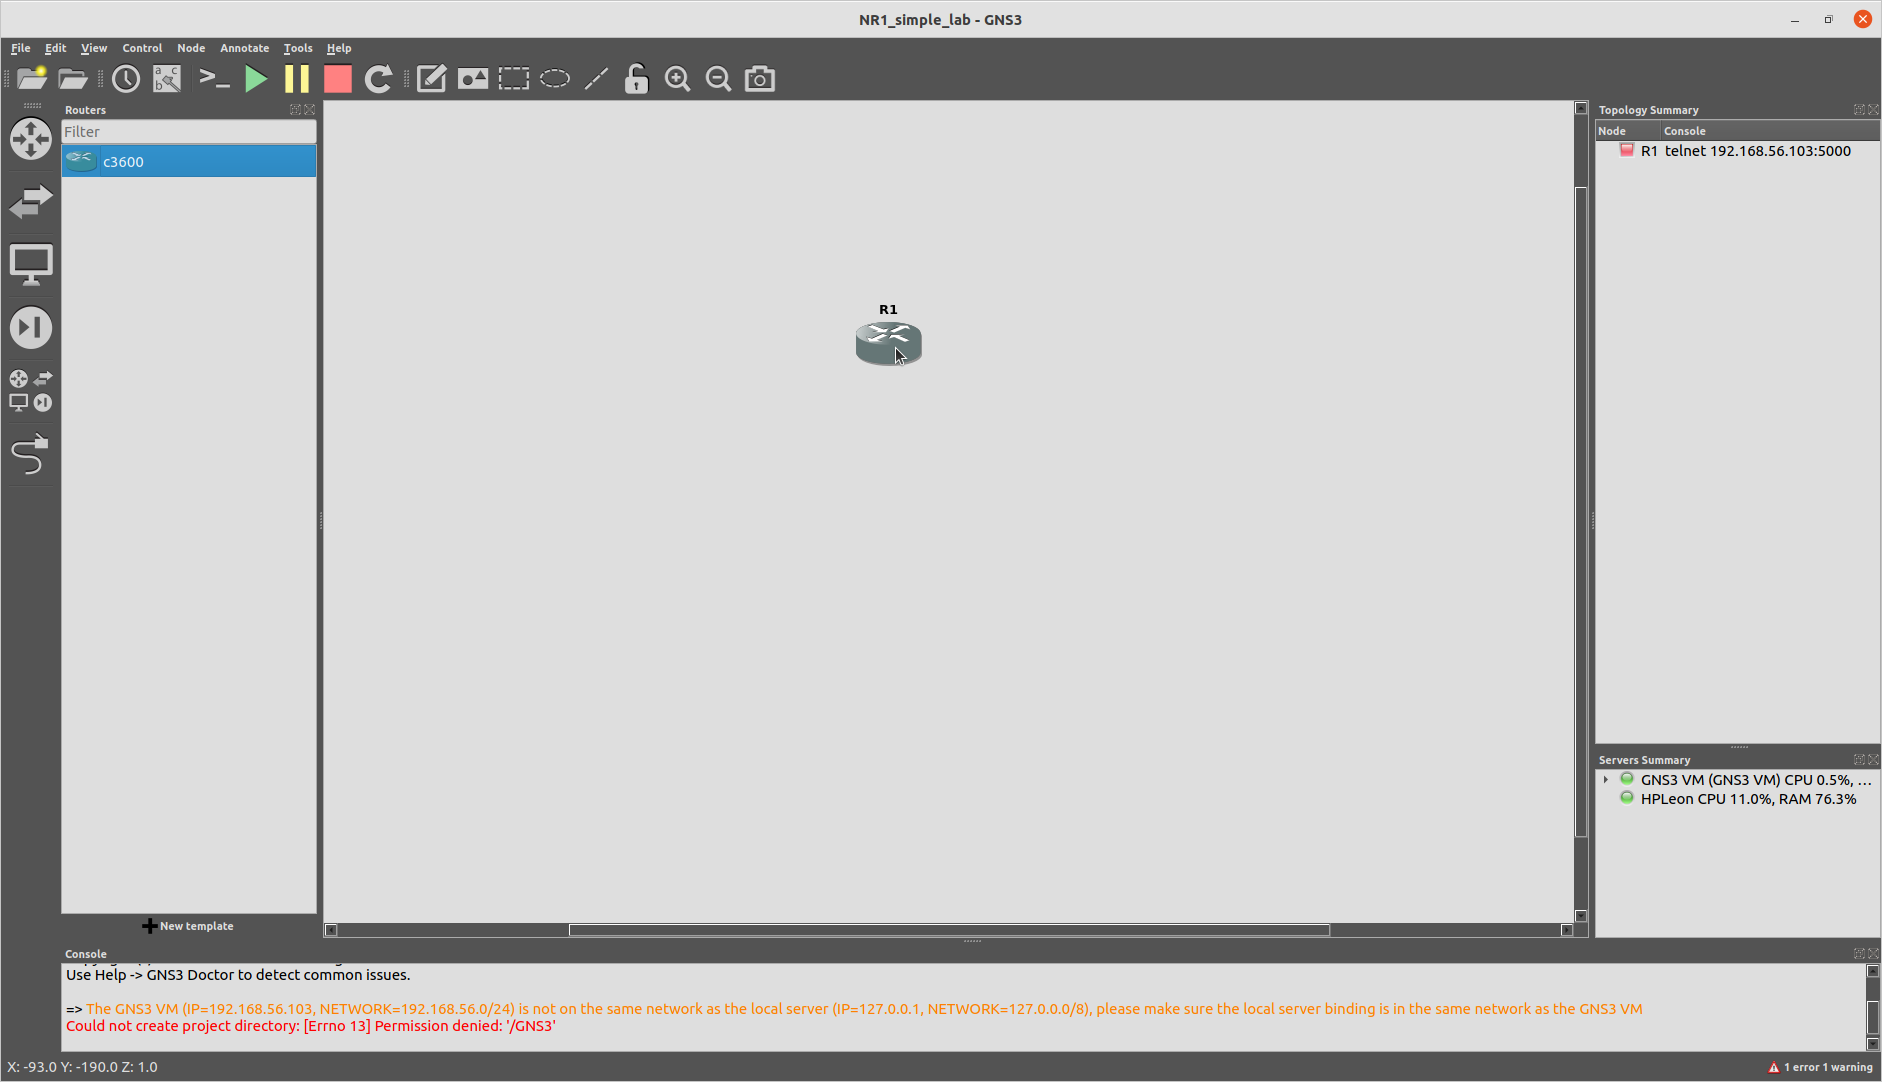 NR1_simple_lab - GNS3
File Edit View Control Node Annotate Tools Help
Routers
Filter
c3600
New template
R1
Topology Summary
Node Console
R1 telnet 192.168.56.103:5000
Servers Summary
GNS3 VM (GNS3 VM) CPU 0.5%, ...
HPLeon CPU 11.0%, RAM 76.3%
Console
Use Help -> GNS3 Doctor to detect common issues.
=> The GNS3 VM (IP=192.168.56.103, NETWORK=192.168.56.0/24) is not on the same network as the local server (IP=127.0.0.1, NETWORK=127.0.0.0/8), please make sure the local server binding is in the same network as the GNS3 VM
Could not create project directory: [Errno 13] Permission denied: '/GNS3'
X: -93.0 Y: -190.0 Z: 1.0
1 error 1 warning